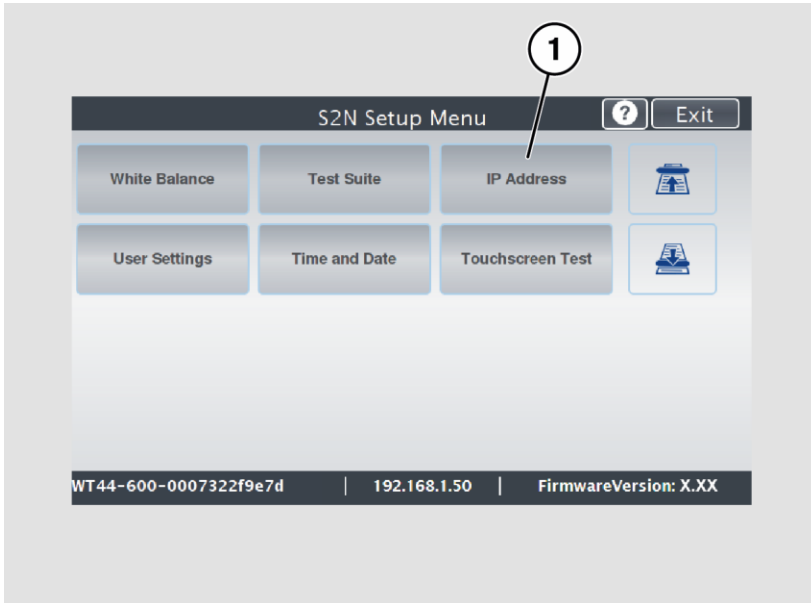 1
S2N Setup Menu ? Exit
White Balance Test Suite IP Address
User Settings Time and Date Touchscreen Test
WT44-600-0007322f9e7d | 192.168.1.50 | FirmwareVersion: X.XX